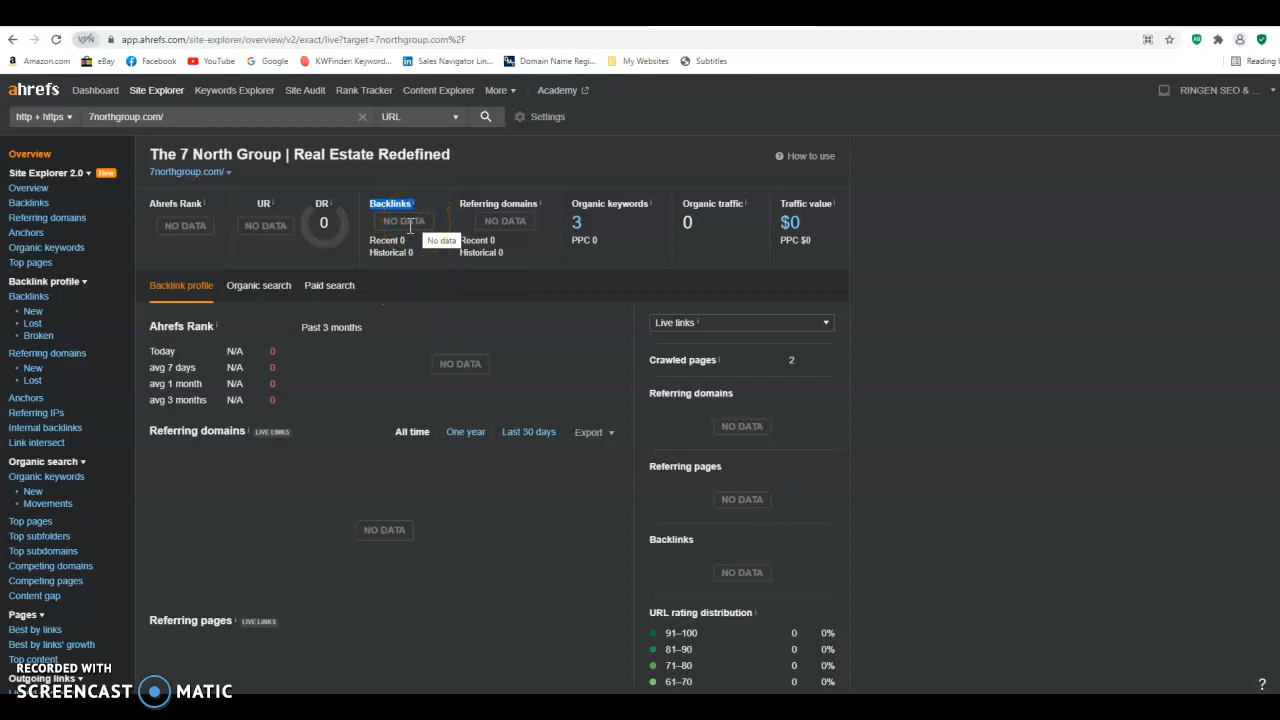 VPN
app.ahrefs.com/site-explorer/overview/v2/exact/live?target=7northgroup.com%2F
Amazon.com eBay Facebook YouTube Google KWFinder: Keyword... Sales Navigator Lin... Domain Name Regi... My Websites Subtitles Reading
ahrefs Dashboard Site Explorer Keywords Explorer Site Audit Rank Tracker Content Explorer More Academy RINGEN SEO & ...
http + https 7northgroup.com/ URL Settings
Overview
Site Explorer 2.0 New
Overview
Backlinks
Referring domains
Anchors
Organic keywords
Top pages
Backlink profile
Backlinks
New
Lost
Broken
Referring domains
New
Lost
Anchors
Referring IPs
Internal backlinks
Link intersect
Organic search
Organic keywords
New
Movements
Top pages
Top subfolders
Top subdomains
Competing domains
Competing pages
Content gap
Pages
Best by links
Best by links' growth
Top content
Outgoing links
The 7 North Group | Real Estate Redefined
How to use
7northgroup.com/
Ahrefs Rank UR DR Backlinks Referring domains Organic keywords Organic traffic Traffic value
NO DATA NO DATA 0 NO DATA NO DATA 3 0 $0
Recent 0 No data Recent 0 PPC 0 PPC $0
Historical 0 Historical 0
Backlink profile Organic search Paid search
Ahrefs Rank Past 3 months
Today N/A 0
avg 7 days N/A 0
avg 1 month N/A 0
avg 3 months N/A 0
NO DATA
Referring domains LIVE LINKS All time One year Last 30 days Export
NO DATA
Referring pages LIVE LINKS
Live links
Crawled pages 2
Referring domains
NO DATA
Referring pages
NO DATA
Backlinks
NO DATA
URL rating distribution
91–100 0 0%
81–90 0 0%
71–80 0 0%
61–70 0 0%
?
RECORDED WITH
SCREENCAST MATIC